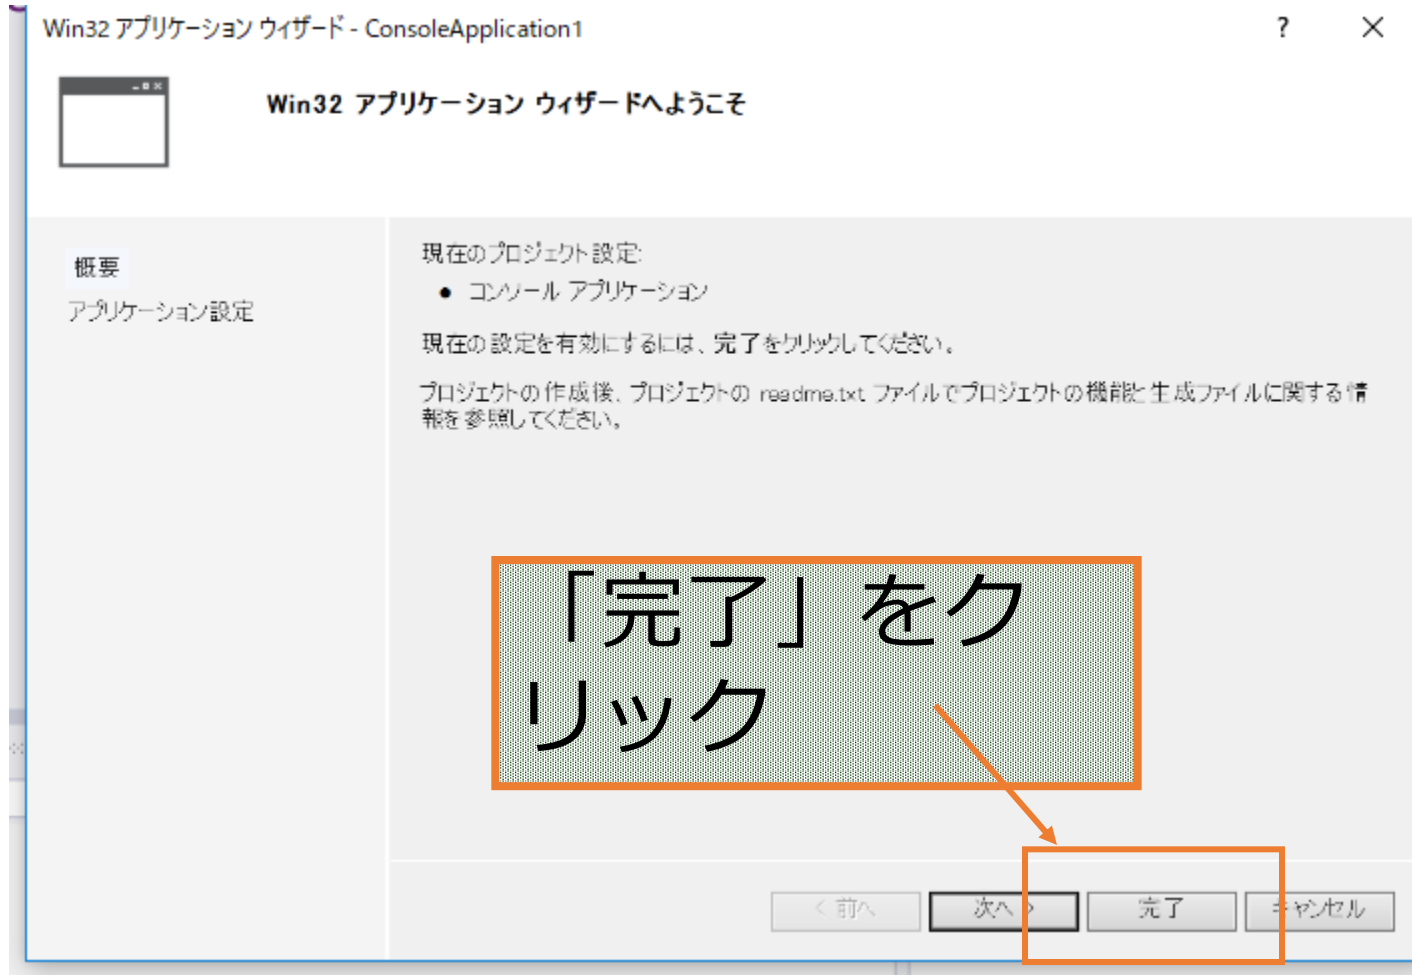 Win32 アプリケーション ウィザード - ConsoleApplication1
?
Win32 アプリケーション ウィザードへようこそ
概要
アプリケーション設定
現在のプロジェクト設定:
● コンソール アプリケーション
現在の設定を有効にするには、完了をクリックしてください。
プロジェクトの作成後、プロジェクトの readme.txt ファイルでプロジェクトの機能と生成ファイルに関する情
報を参照してください。
「完了」をク
リック
< 前へ
次へ >
完了
キャンセル